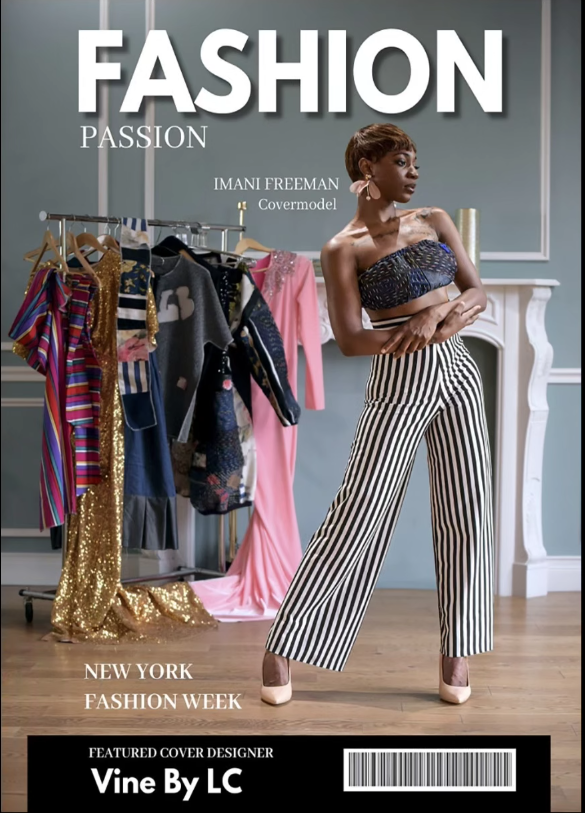 FASHION
PASSION
IMANI FREEMAN
Covermodel
NEW YORK
FASHION WEEK
FEATURED COVER DESIGNER
Vine By LC